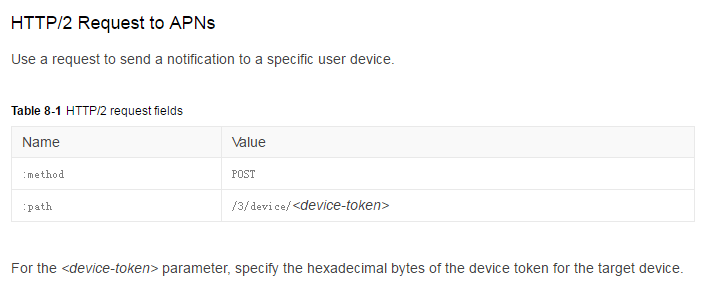 HTTP/2 Request to APNs
Use a request to send a notification to a specific user device.
Table 8-1 HTTP/2 request fields
Name Value
:method POST
:path /3/device/<device-token>
For the <device-token> parameter, specify the hexadecimal bytes of the device token for the target device.